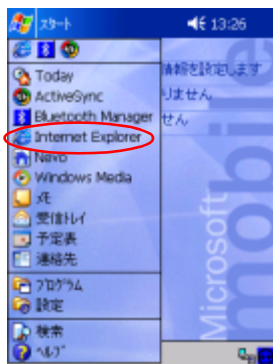 スタート 13:26
Today
ActiveSync
Bluetooth Manager
Internet Explorer
Nevo
Windows Media
メモ
受信トレイ
予定表
連絡先
プログラム
設定
検索
ヘルプ
情報を設定します
りません
せん
Microsoft
mobile